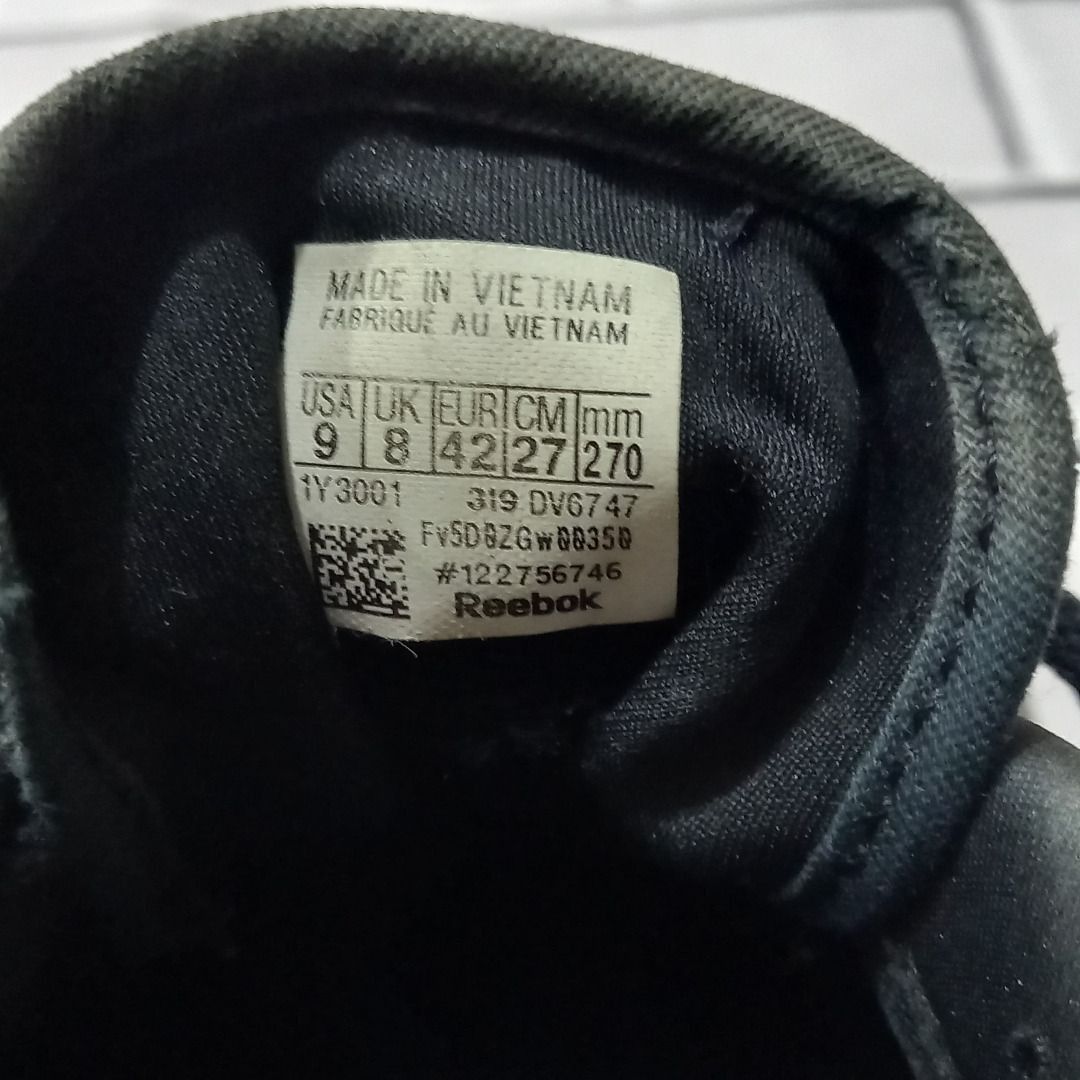 MADE IN VIETNAM
FABRIQUÉ AU VIETNAM
USA UK EUR CM mm
9 8 42 27 270
1Y3001 319 DV6747
Fv5D0ZGw00350
#122756746
Reebok